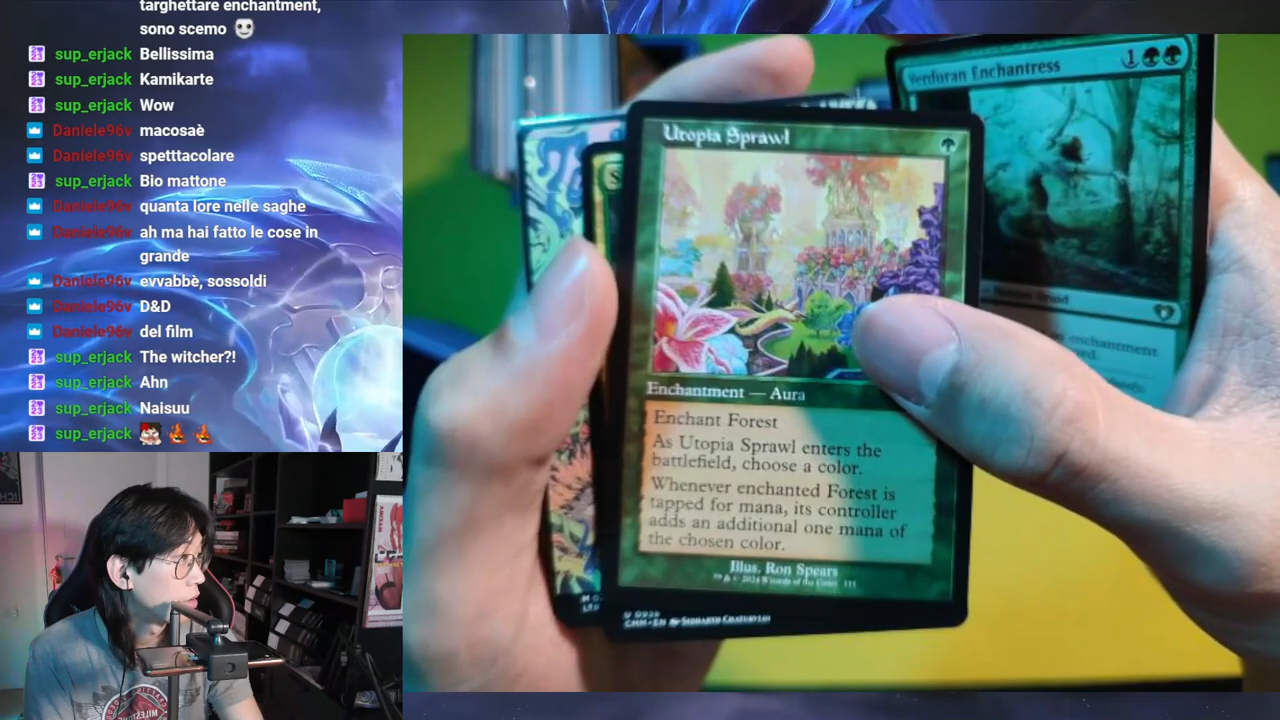 targhettare enchantment,
sono scemo
sup_erjack Bellissima
sup_erjack Kamikarte
sup_erjack Wow
Daniele96v macosaè
Daniele96v spetttacolare
sup_erjack Bio mattone
Daniele96v quanta lore nelle saghe
Daniele96v ah ma hai fatto le cose in
grande
Daniele96v evvabbè, sossoldi
Daniele96v D&D
Daniele96v del film
sup_erjack The witcher?!
sup_erjack Ahn
sup_erjack Naisuu
sup_erjack
Verduran Enchantress 1
enchantment
Utopia Sprawl
Enchantment — Aura
Enchant Forest
As Utopia Sprawl enters the
battlefield, choose a color.
Whenever enchanted Forest is
tapped for mana, its controller
adds an additional one mana of
the chosen color.
Illus. Ron Spears